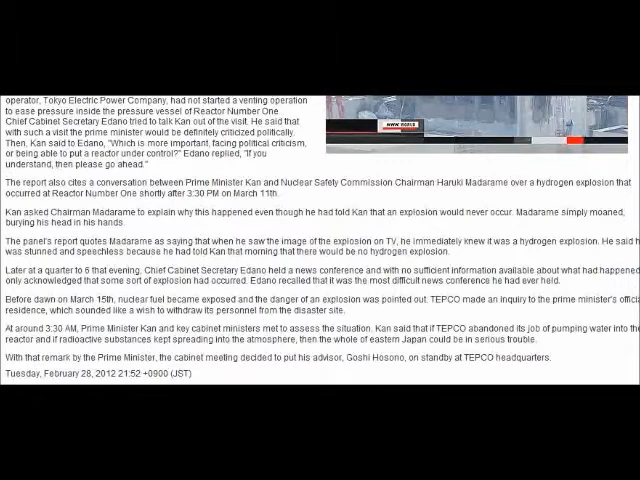 operator, Tokyo Electric Power Company, had not started a venting operation
to ease pressure inside the pressure vessel of Reactor Number One
Chief Cabinet Secretary Edano tried to talk Kan out of the visit. He said that
with such a visit the prime minister would be definitely criticized politically.
Then, Kan said to Edano, "Which is more important, facing political criticism,
or being able to put a reactor under control?" Edano replied, "If you
understand, then please go ahead."
The report also cites a conversation between Prime Minister Kan and Nuclear Safety Commission Chairman Haruki Madarame over a hydrogen explosion that
occurred at Reactor Number One shortly after 3:30 PM on March 11th.
Kan asked Chairman Madarame to explain why this happened even though he had told Kan that an explosion would never occur. Madarame simply moaned,
burying his head in his hands.
The panel's report quotes Madarame as saying that when he saw the image of the explosion on TV, he immediately knew it was a hydrogen explosion. He said h
was stunned and speechless because he had told Kan that morning that there would be no hydrogen explosion.
Later at a quarter to 6 that evening, Chief Cabinet Secretary Edano held a news conference and with no sufficient information available about what had happened
only acknowledged that some sort of explosion had occurred. Edano recalled that it was the most difficult news conference he had ever held.
Before dawn on March 15th, nuclear fuel became exposed and the danger of an explosion was pointed out. TEPCO made an inquiry to the prime minister's offici
residence, which sounded like a wish to withdraw its personnel from the disaster site.
At around 3:30 AM, Prime Minister Kan and key cabinet ministers met to assess the situation. Kan said that if TEPCO abandoned its job of pumping water into the
reactor and if radioactive substances kept spreading into the atmosphere, then the whole of eastern Japan could be in serious trouble.
With that remark by the Prime Minister, the cabinet meeting decided to put his advisor, Goshi Hosono, on standby at TEPCO headquarters.
Tuesday, February 28, 2012 21:52 +0900 (JST)